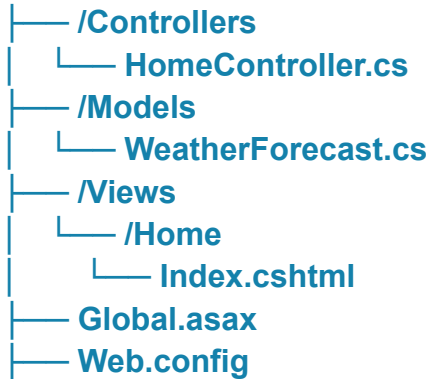 ├── /Controllers
│   └── HomeController.cs
├── /Models
│   └── WeatherForecast.cs
├── /Views
│   └── /Home
│       └── Index.cshtml
├── Global.asax
├── Web.config